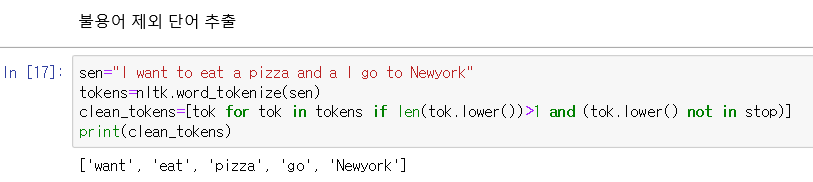 불용어 제외 단어 추출
In [17]: sen="I want to eat a pizza and a I go to Newyork"
tokens=nltk.word_tokenize(sen)
clean_tokens=[tok for tok in tokens if len(tok.lower())>1 and (tok.lower() not in stop)]
print(clean_tokens)
['want', 'eat', 'pizza', 'go', 'Newyork']